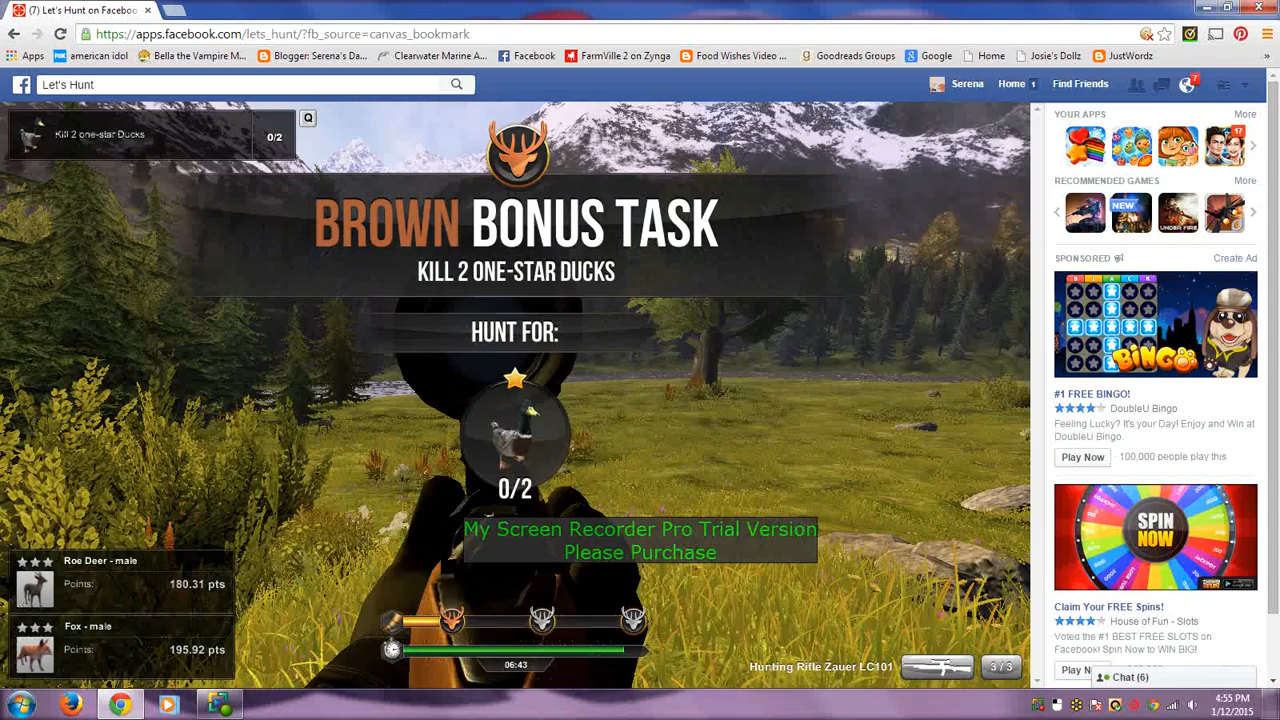 (7) Let's Hunt on Faceboo
https://apps.facebook.com/lets_hunt/?fb_source=canvas_bookmark
Apps
american idol
Bella the Vampire M...
Blogger: Serena's Da...
Clearwater Marine A...
Facebook
FarmVille 2 on Zynga
Food Wishes Video ...
Goodreads Groups
Google
Home
Josie's Dollz
JustWordz
Let's Hunt
Serena
Home 1
Find Friends
7
Kill 2 one-star Ducks
0/2
Q
BROWN BONUS TASK
KILL 2 ONE-STAR DUCKS
HUNT FOR:
0/2
My Screen Recorder Pro Trial Version
Please Purchase
Roe Deer - male
Points: 180.31 pts
Fox - male
Points: 195.92 pts
06:43
Hunting Rifle Zauer LC101
3 / 3
YOUR APPS
More
17
RECOMMENDED GAMES
More
NEW
UNDER FIRE
SPONSORED
Create Ad
BINGO
#1 FREE BINGO!
DoubleU Bingo
Feeling Lucky? It's your Day! Enjoy and Win at
DoubleU Bingo.
Play Now
100,000 people play this
SPIN
NOW
Claim Your FREE Spins!
House of Fun - Slots
Voted the #1 BEST FREE SLOTS on
Facebook! Spin Now to WIN BIG!
Play N
Chat (6)
4:55 PM
1/12/2015